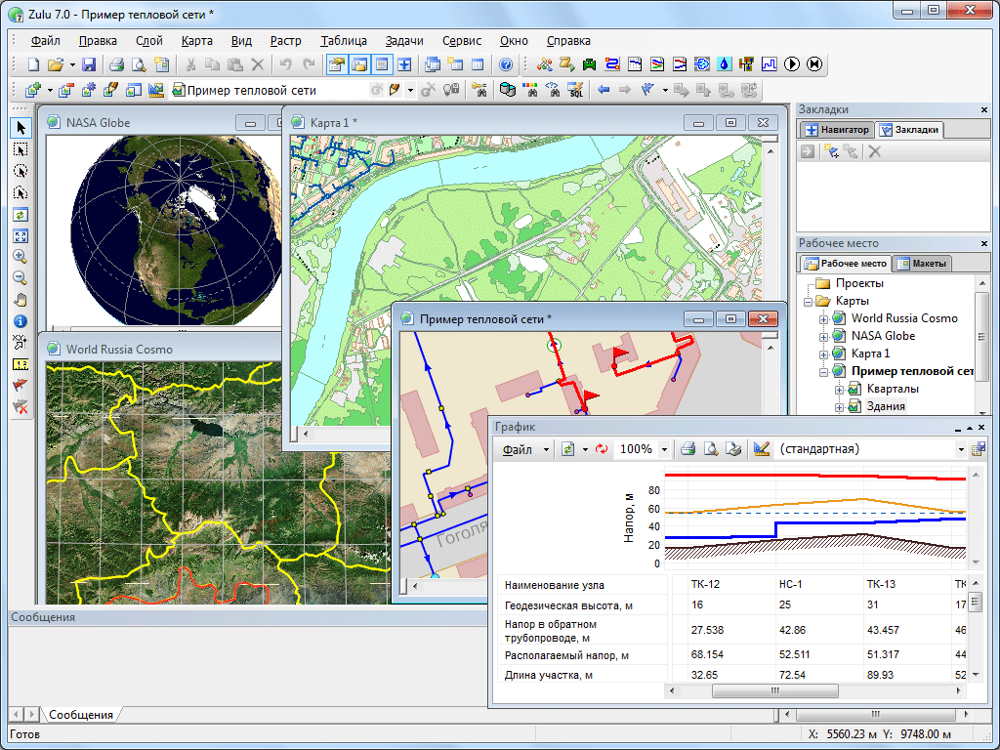 Zulu 7.0 - Пример тепловой сети *
Файл Правка Слой Карта Вид Растр Таблица Задачи Сервис Окно Справка
SQL
Пример тепловой сети
NASA Globe
Карта 1 *
World Russia Cosmo
Пример тепловой сети *
Гоголя
Закладки
Навигатор Закладки
Рабочее место
Рабочее место Макеты
Проекты
Карты
World Russia Cosmo
NASA Globe
Карта 1
Пример тепловой сет
Кварталы
Здания
График
Файл 100% (стандартная)
Напор, м
80
60
40
20
0
Наименование узла ТК-12 НС-1 ТК-13 ТК
Геодезическая высота, м 16 25 31 17
Напор в обратном
трубопроводе, м 27.538 42.86 43.457 46
Располагаемый напор, м 68.154 52.511 51.317 44
Длина участка, м 32.65 72.54 89.93 52
Сообщения
Сообщения
Готов X: 5560.23 м Y: 9748.00 м